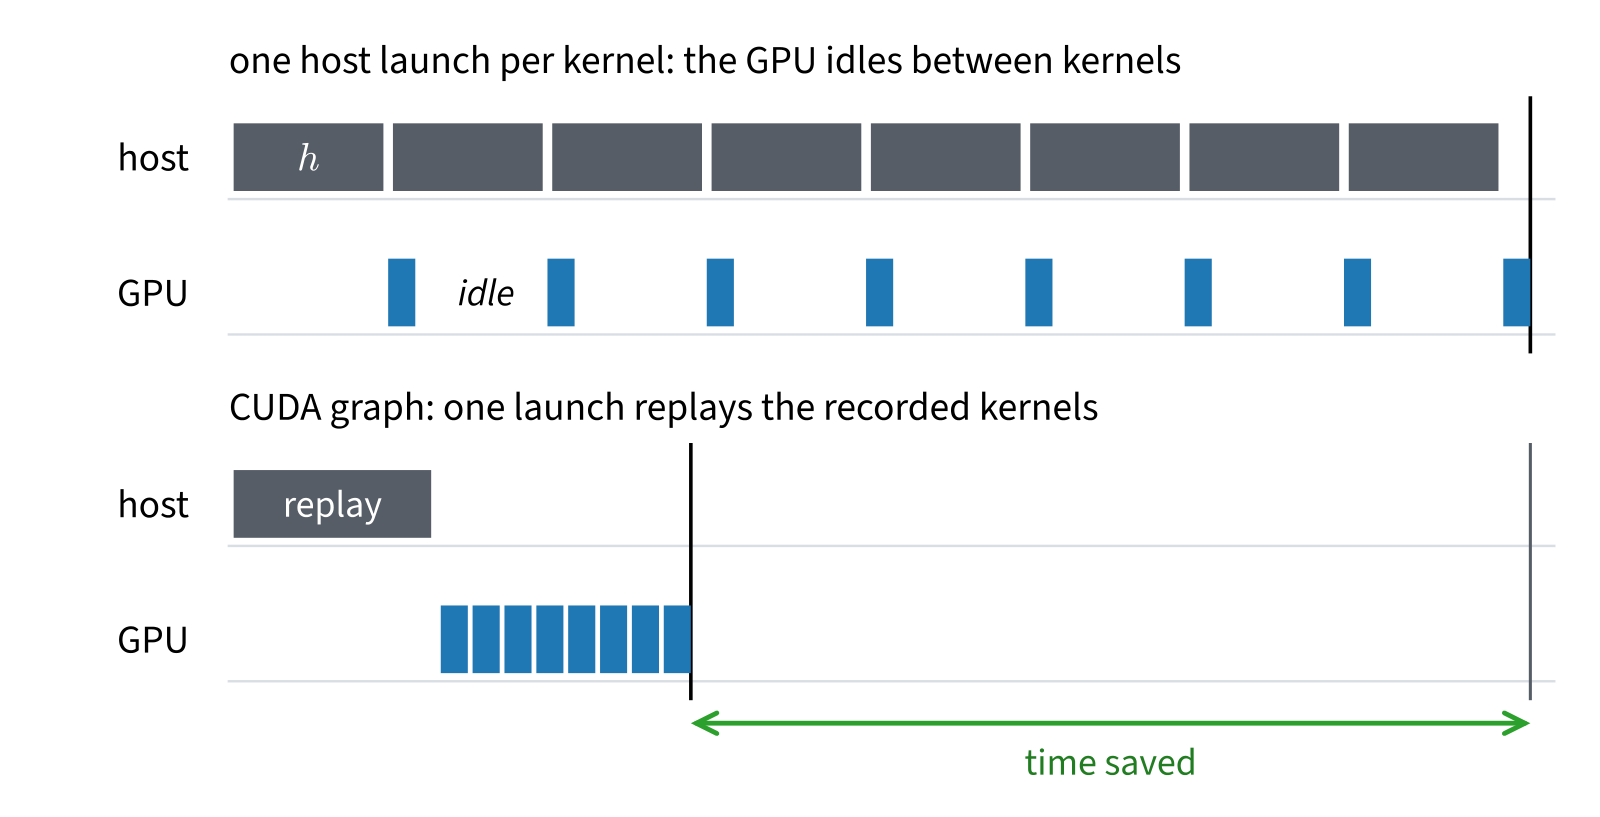 one host launch per kernel: the GPU idles between kernels
host
h
GPU
idle
CUDA graph: one launch replays the recorded kernels
host
replay
GPU
time saved